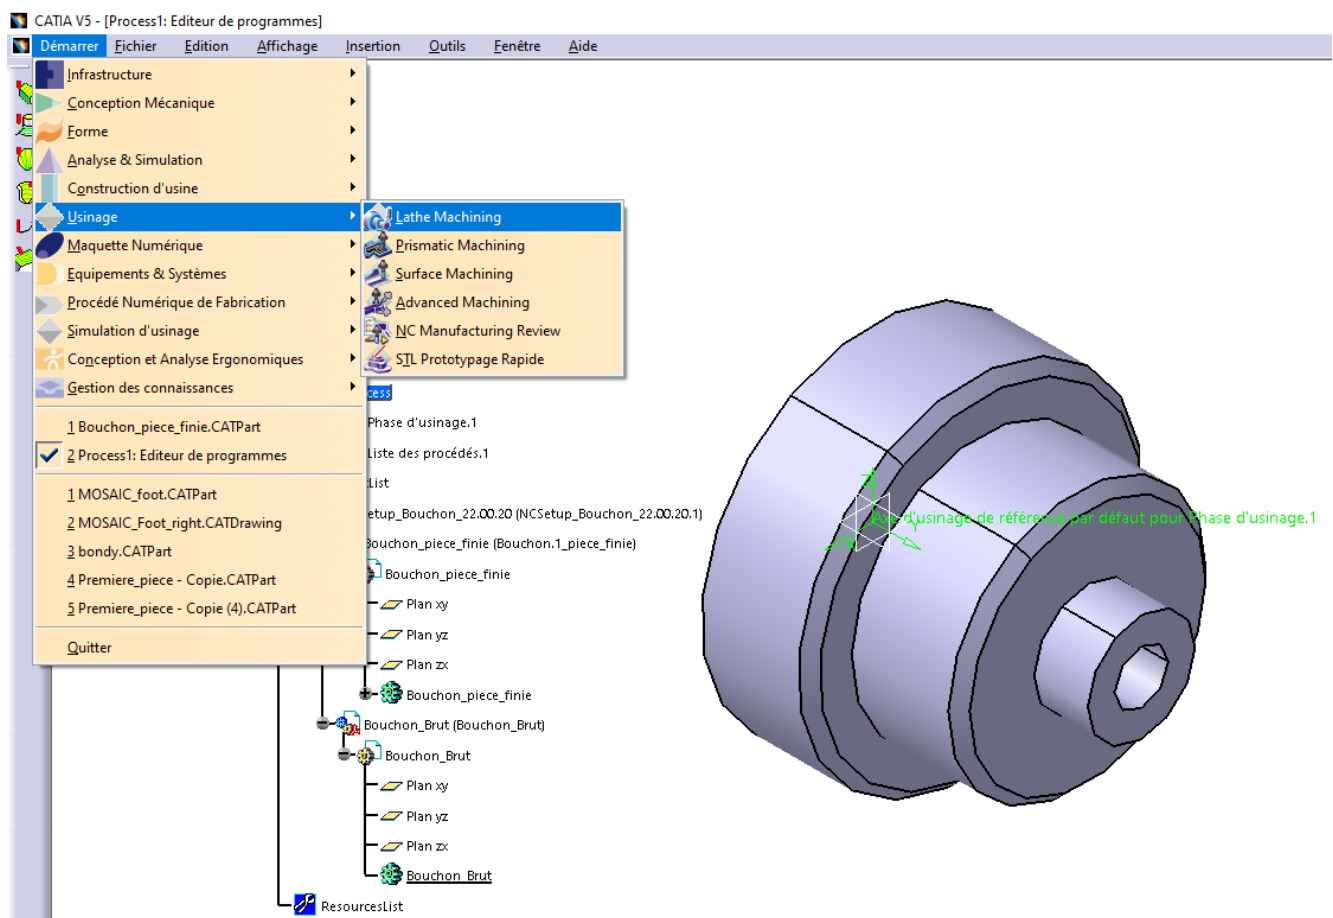 CATIA V5 - [Process1: Editeur de programmes]
Démarrer Fichier Edition Affichage Insertion Outils Fenêtre Aide
Infrastructure
Conception Mécanique
Forme
Analyse & Simulation
Construction d'usine
Usinage
Maquette Numérique
Equipements & Systèmes
Procédé Numérique de Fabrication
Simulation d'usinage
Conception et Analyse Ergonomiques
Gestion des connaissances
1 Bouchon_piece_finie.CATPart
2 Process1: Editeur de programmes
1 MOSAIC_foot.CATPart
2 MOSAIC_Foot_right.CATDrawing
3 bondy.CATPart
4 Premiere_piece - Copie.CATPart
5 Premiere_piece - Copie (4).CATPart
Quitter
Lathe Machining
Prismatic Machining
Surface Machining
Advanced Machining
NC Manufacturing Review
STL Prototypage Rapide
cess
Phase d'usinage.1
Liste des procédés.1
tList
etup_Bouchon_22.00.20 (NCSetup_Bouchon_22.00.20.1)
Bouchon_piece_finie (Bouchon.1_piece_finie)
Bouchon_piece_finie
Plan xy
Plan yz
Plan zx
Bouchon_piece_finie
Bouchon_Brut (Bouchon_Brut)
Bouchon_Brut
Plan xy
Plan yz
Plan zx
Bouchon_Brut
ResourcesList
Axe d'usinage de référence par défaut pour Phase d'usinage.1